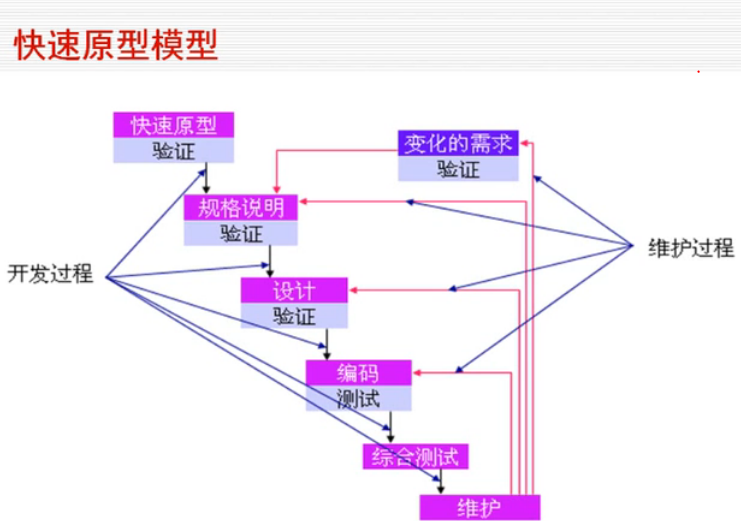 快速原型模型
快速原型
验证
变化的需求
验证
规格说明
验证
维护过程
开发过程
设计
验证
编码
测试
综合测试
维护